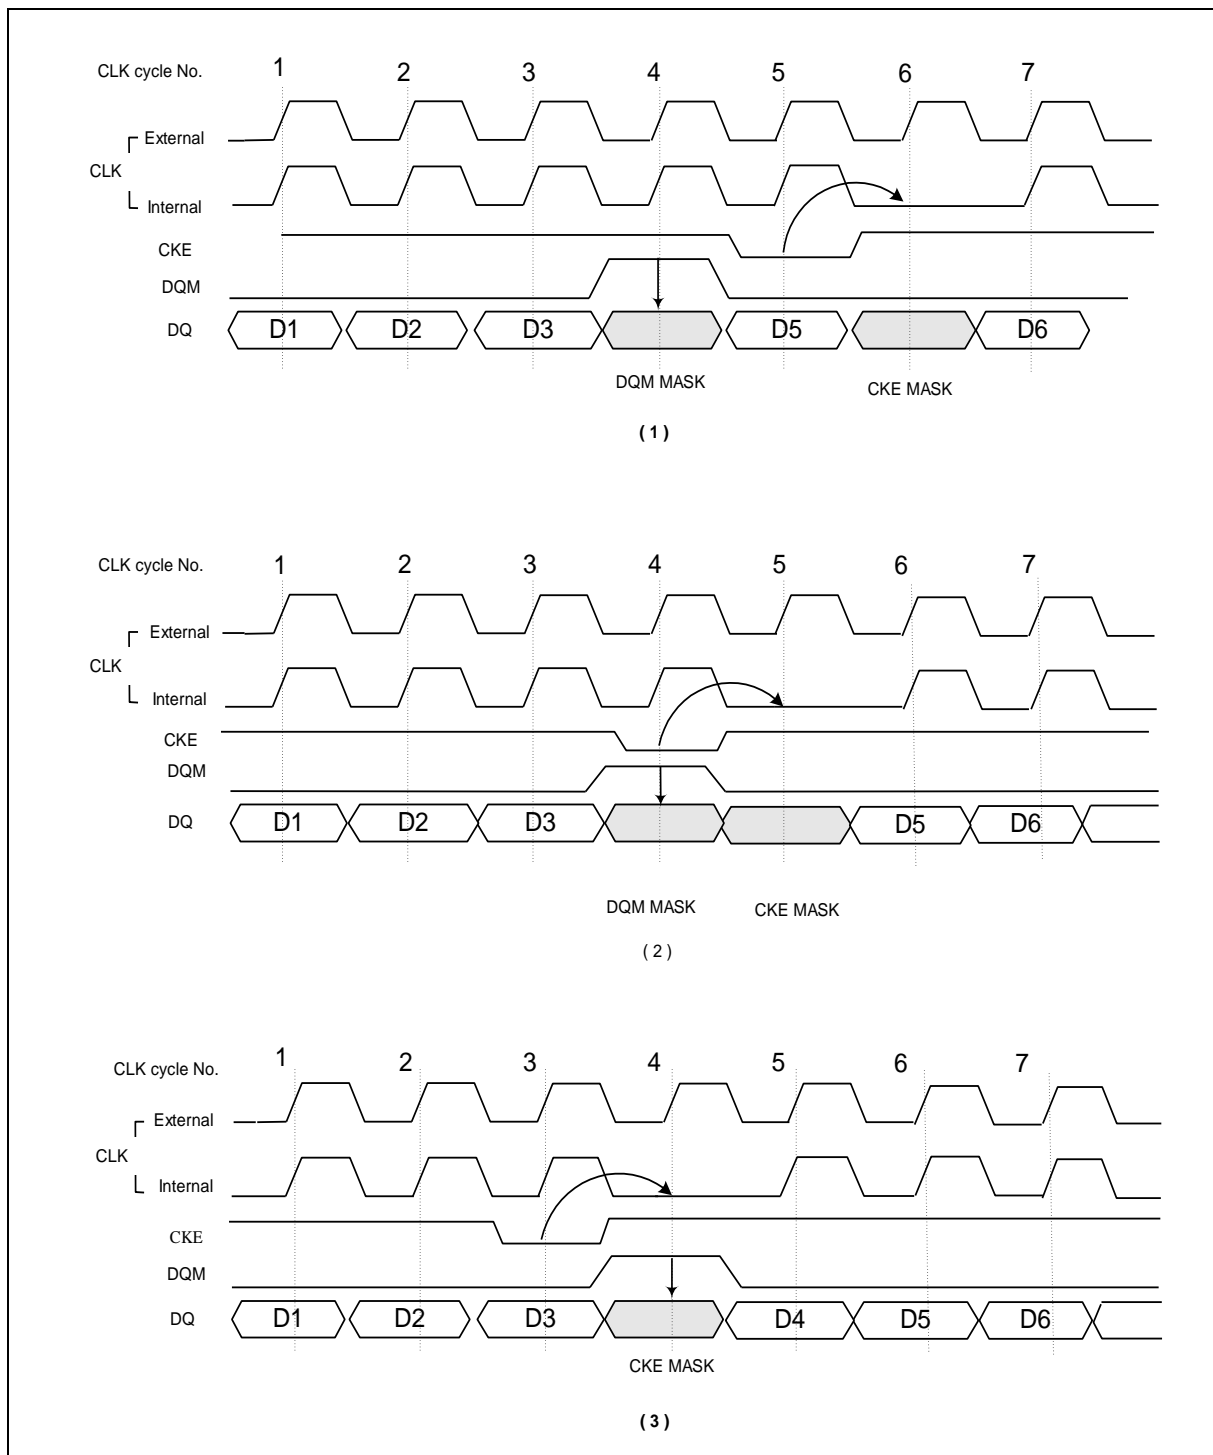 CLK cycle No. 1 2 3 4 5 6 7
External
CLK
Internal
CKE
DQM
DQ D1 D2 D3 D5 D6
DQM MASK CKE MASK
( 1 )
CLK cycle No. 1 2 3 4 5 6 7
External
CLK
Internal
CKE
DQM
DQ D1 D2 D3 D5 D6
DQM MASK CKE MASK
( 2 )
CLK cycle No. 1 2 3 4 5 6 7
External
CLK
Internal
CKE
DQM
DQ D1 D2 D3 D4 D5 D6
CKE MASK
( 3 )